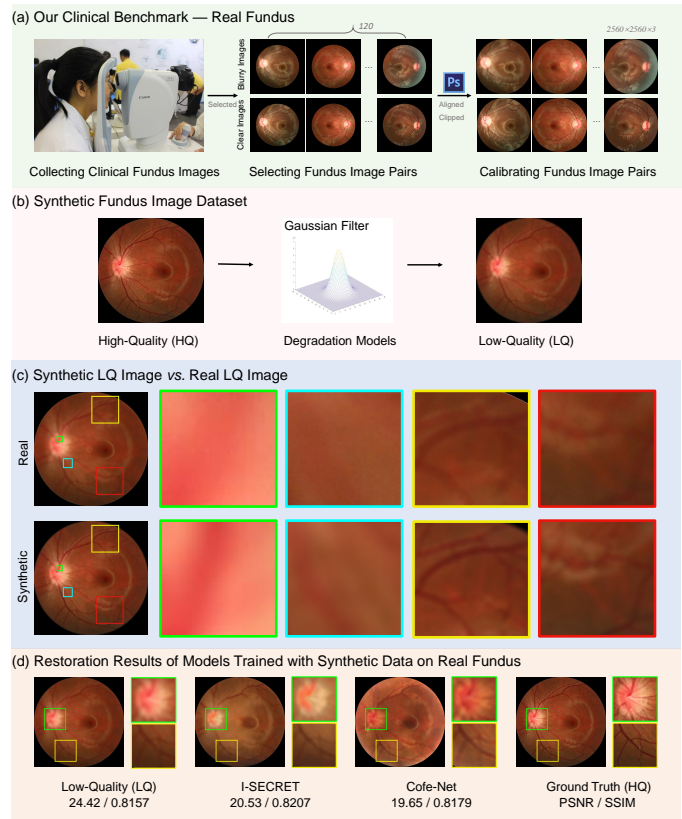 (a) Our Clinical Benchmark — Real Fundus
120
2560×2560×3
Blurry Images
Clear Images
Canon
Selected
...
...
Ps
Aligned
Clipped
...
...
Collecting Clinical Fundus Images
Selecting Fundus Image Pairs
Calibrating Fundus Image Pairs
(b) Synthetic Fundus Image Dataset
Gaussian Filter
High-Quality (HQ)
Degradation Models
Low-Quality (LQ)
(c) Synthetic LQ Image vs. Real LQ Image
Real
Synthetic
(d) Restoration Results of Models Trained with Synthetic Data on Real Fundus
Low-Quality (LQ)
24.42 / 0.8157
I-SECRET
20.53 / 0.8207
Cofe-Net
19.65 / 0.8179
Ground Truth (HQ)
PSNR / SSIM